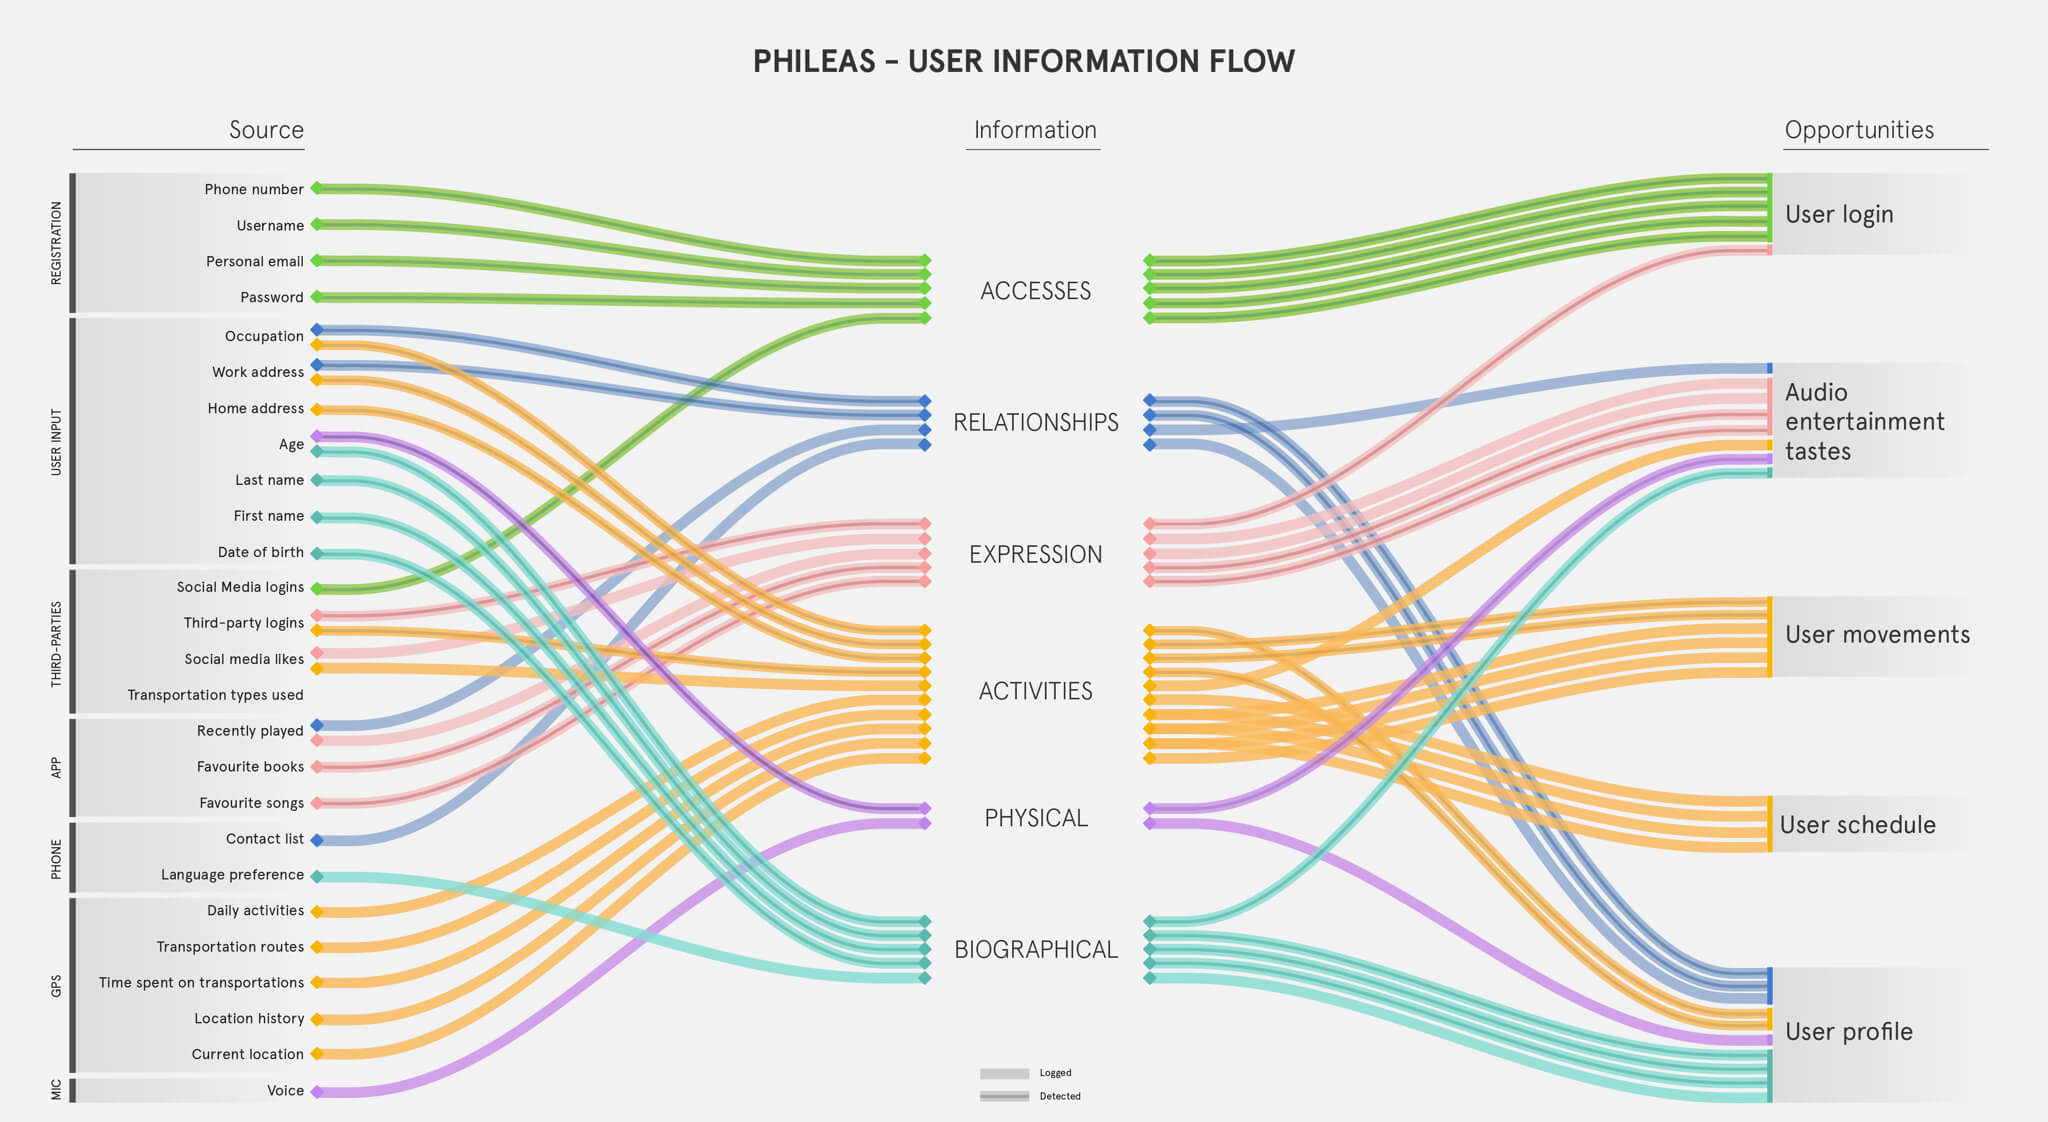 PHILEAS - USER INFORMATION FLOW
Source
Information
Opportunities
REGISTRATION
Phone number
Username
Personal email
Password
USER INPUT
Occupation
Work address
Home address
Age
Last name
First name
Date of birth
THIRD-PARTIES
Social Media logins
Third-party logins
Social media likes
Transportation types used
APP
Recently played
Favourite books
Favourite songs
PHONE
Contact list
Language preference
GPS
Daily activities
Transportation routes
Time spent on transportations
Location history
Current location
MIC
Voice
ACCESSES
RELATIONSHIPS
EXPRESSION
ACTIVITIES
PHYSICAL
BIOGRAPHICAL
Logged
Detected
User login
Audio
entertainment
tastes
User movements
User schedule
User profile